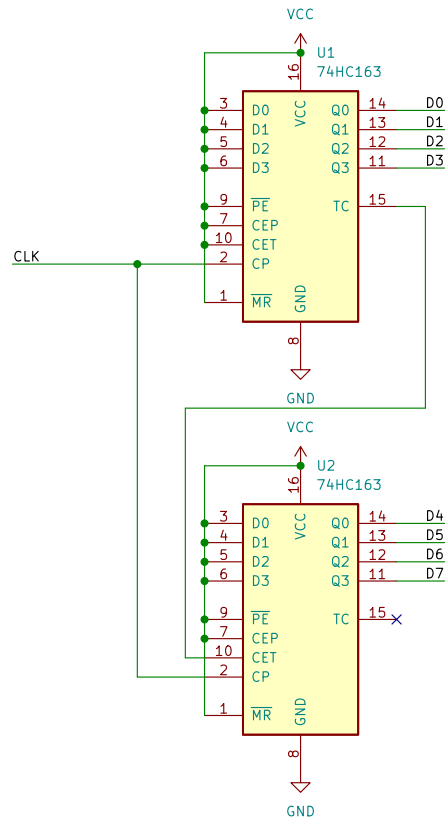 VCC
U1
74HC163
16
VCC
3 D0 Q0 14 D0
4 D1 Q1 13 D1
5 D2 Q2 12 D2
6 D3 Q3 11 D3
9 PE TC 15
7 CEP
10 CET
CLK 2 CP
1 MR
GND
8
GND
VCC
U2
74HC163
16
VCC
3 D0 Q0 14 D4
4 D1 Q1 13 D5
5 D2 Q2 12 D6
6 D3 Q3 11 D7
9 PE TC 15
7 CEP
10 CET
2 CP
1 MR
GND
8
GND